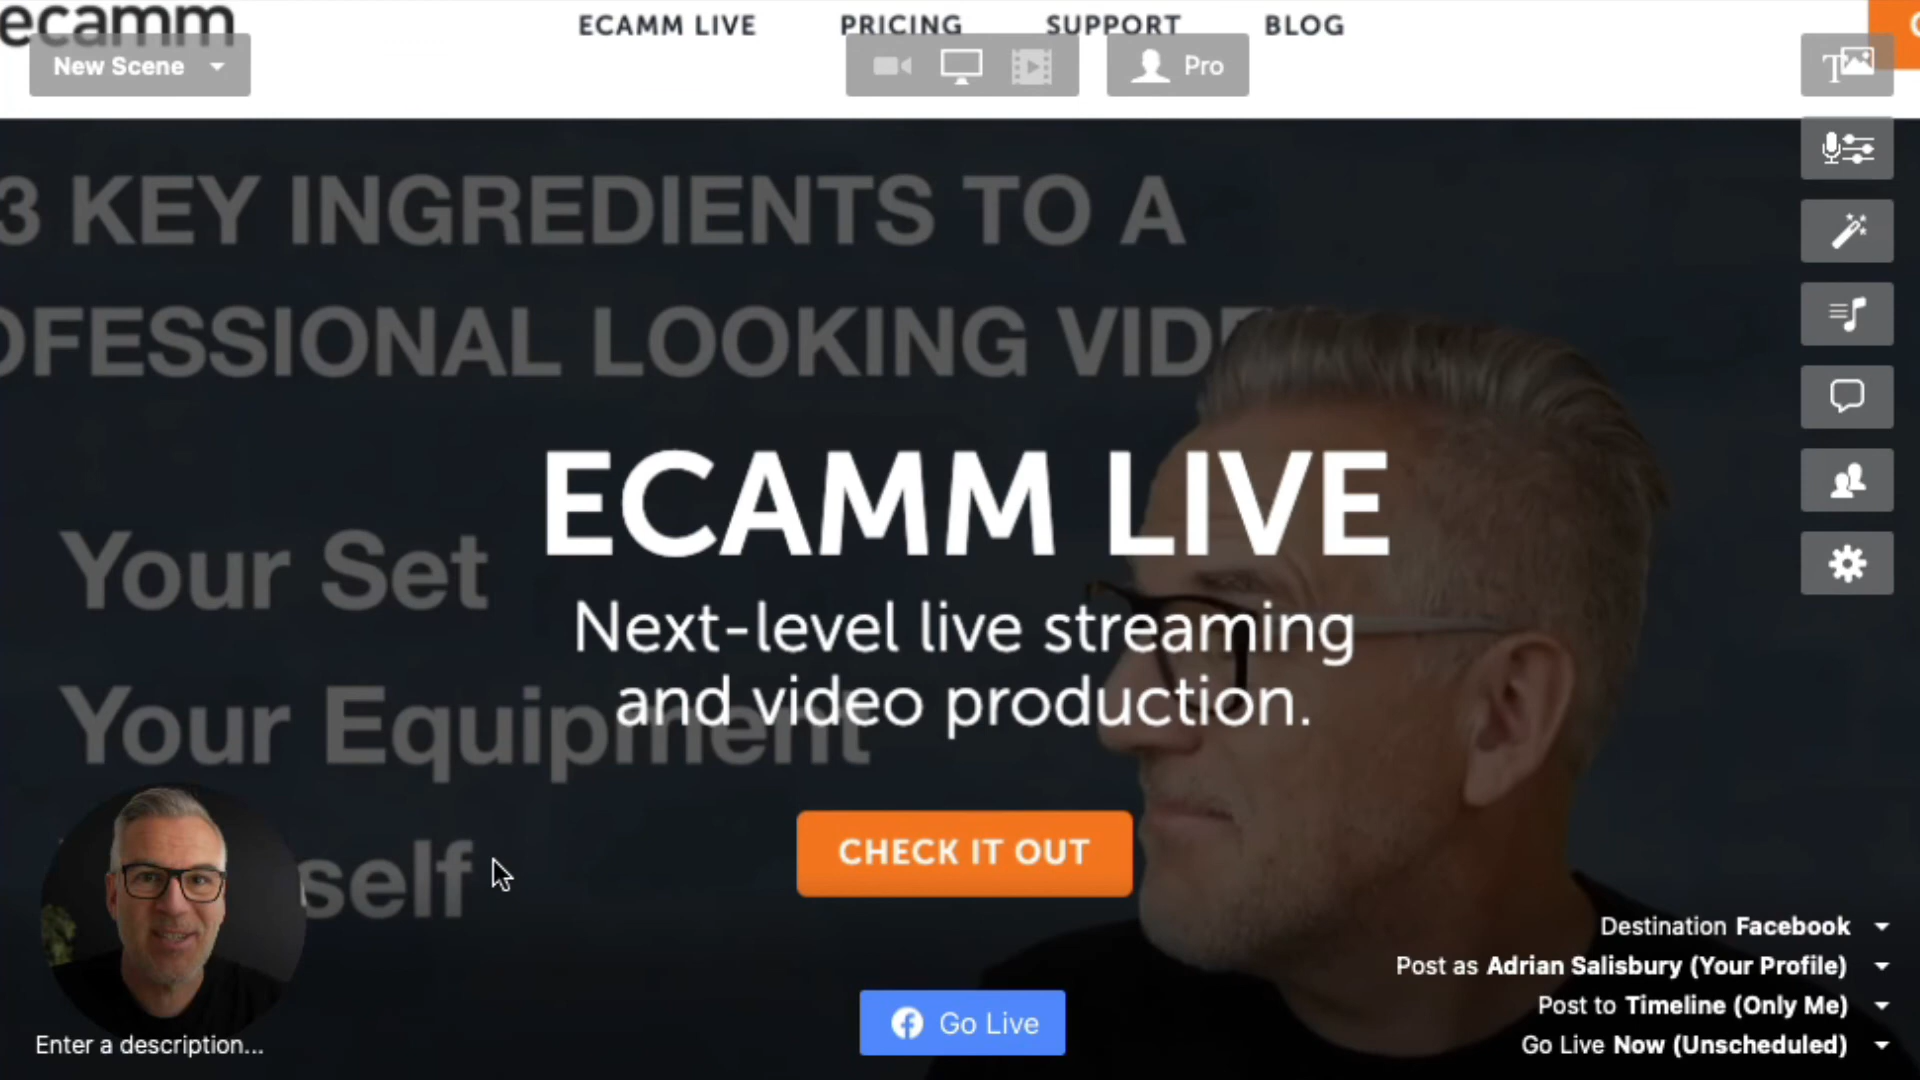 ecamm
ECAMM LIVE
PRICING
SUPPORT
BLOG
New Scene
Pro
T
3 KEY INGREDIENTS TO A
OFESSIONAL LOOKING VIDE
ECAMM LIVE
Your Set
Next-level live streaming
and video production.
Your Equipment
CHECK IT OUT
self
Destination Facebook
Post as Adrian Salisbury (Your Profile)
Post to Timeline (Only Me)
Go Live Now (Unscheduled)
Go Live
Enter a description...